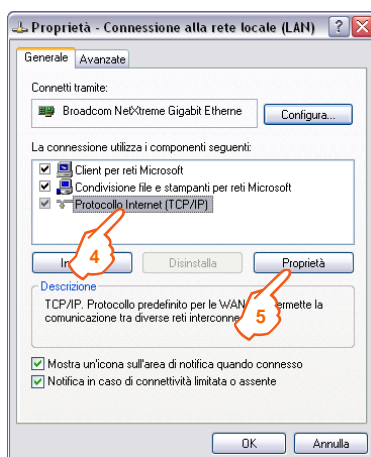 Proprietà - Connessione alla rete locale (LAN)
Generale Avanzate
Connetti tramite:
Broadcom NetXtreme Gigabit Etherne
Configura...
La connessione utilizza i componenti seguenti:
Client per reti Microsoft
Condivisione file e stampanti per reti Microsoft
Protocollo Internet (TCP/IP)
4
Disinstalla Proprietà
5
Descrizione
TCP/IP. Protocollo predefinito per le WAN ermette la
comunicazione tra diverse reti interconne
Mostra un'icona sull'area di notifica quando connesso
Notifica in caso di connettività limitata o assente
OK Annulla